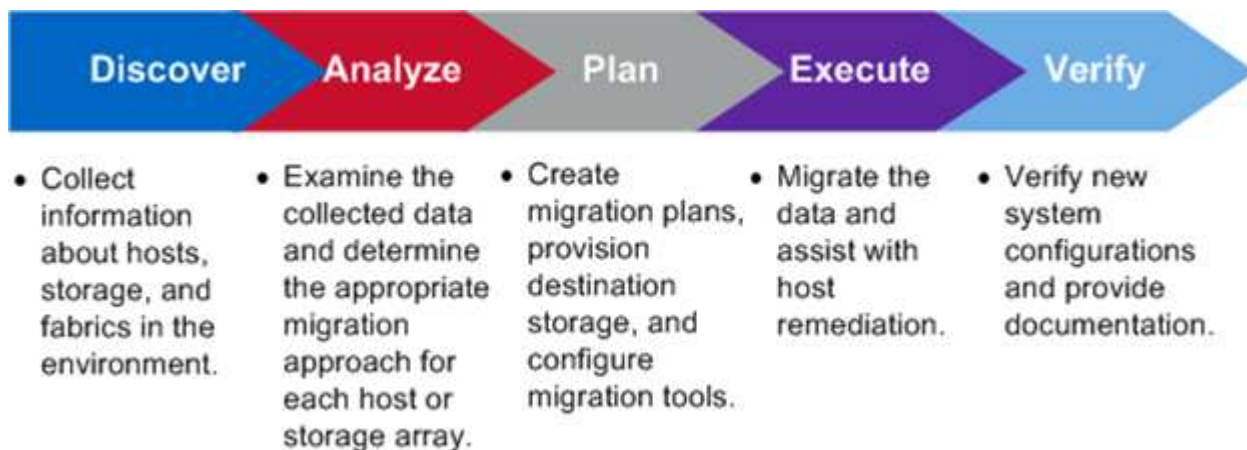 Discover
Analyze
Plan
Execute
Verify
• Collect
information
about hosts,
storage, and
fabrics in the
environment.
• Examine the
collected data
and determine
the appropriate
migration
approach for
each host or
storage array.
• Create
migration plans,
provision
destination
storage, and
configure
migration tools.
• Migrate the
data and
assist with
host
remediation.
• Verify new
system
configurations
and provide
documentation.